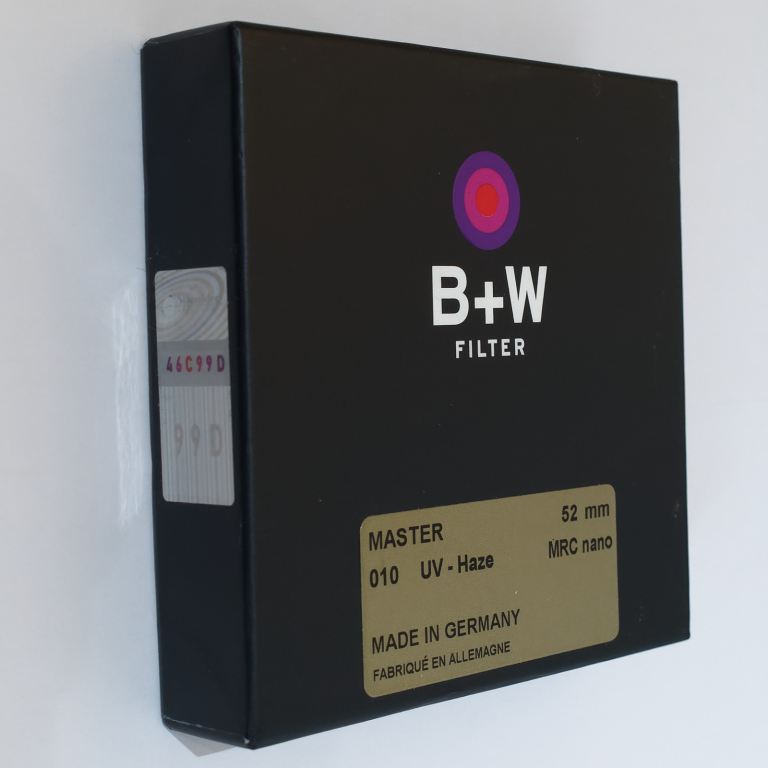 B+W
FILTER
46C99D
99D
MASTER 52 mm
010 UV - Haze MRC nano
MADE IN GERMANY
FABRIQUÉ EN ALLEMAGNE